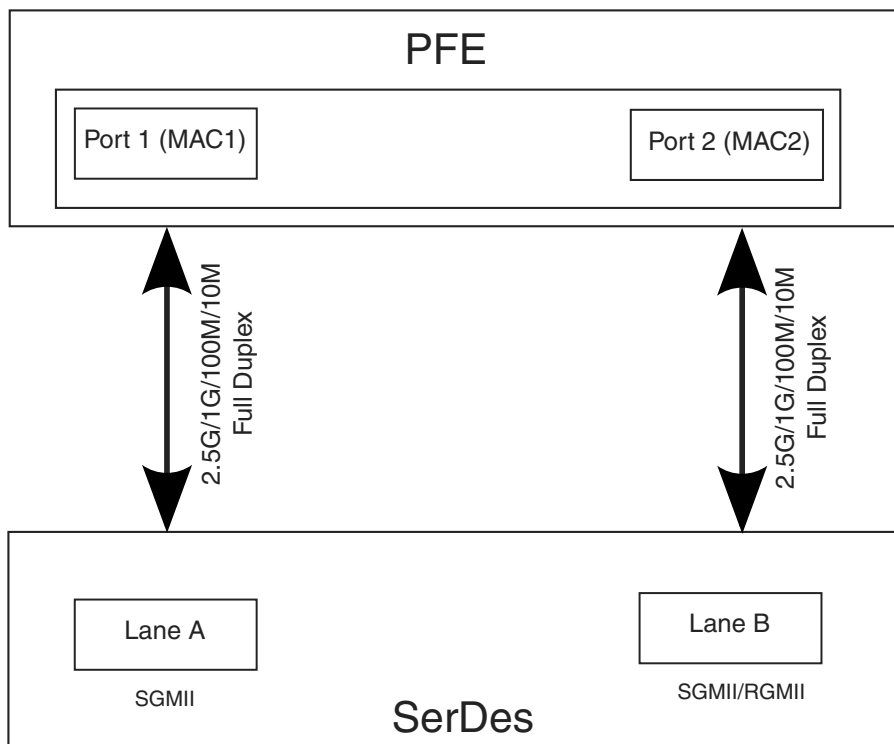 PFE
Port 1 (MAC1)
Port 2 (MAC2)
2.5G/1G/100M/10M
Full Duplex
2.5G/1G/100M/10M
Full Duplex
Lane A
Lane B
SGMII
SGMII/RGMII
SerDes